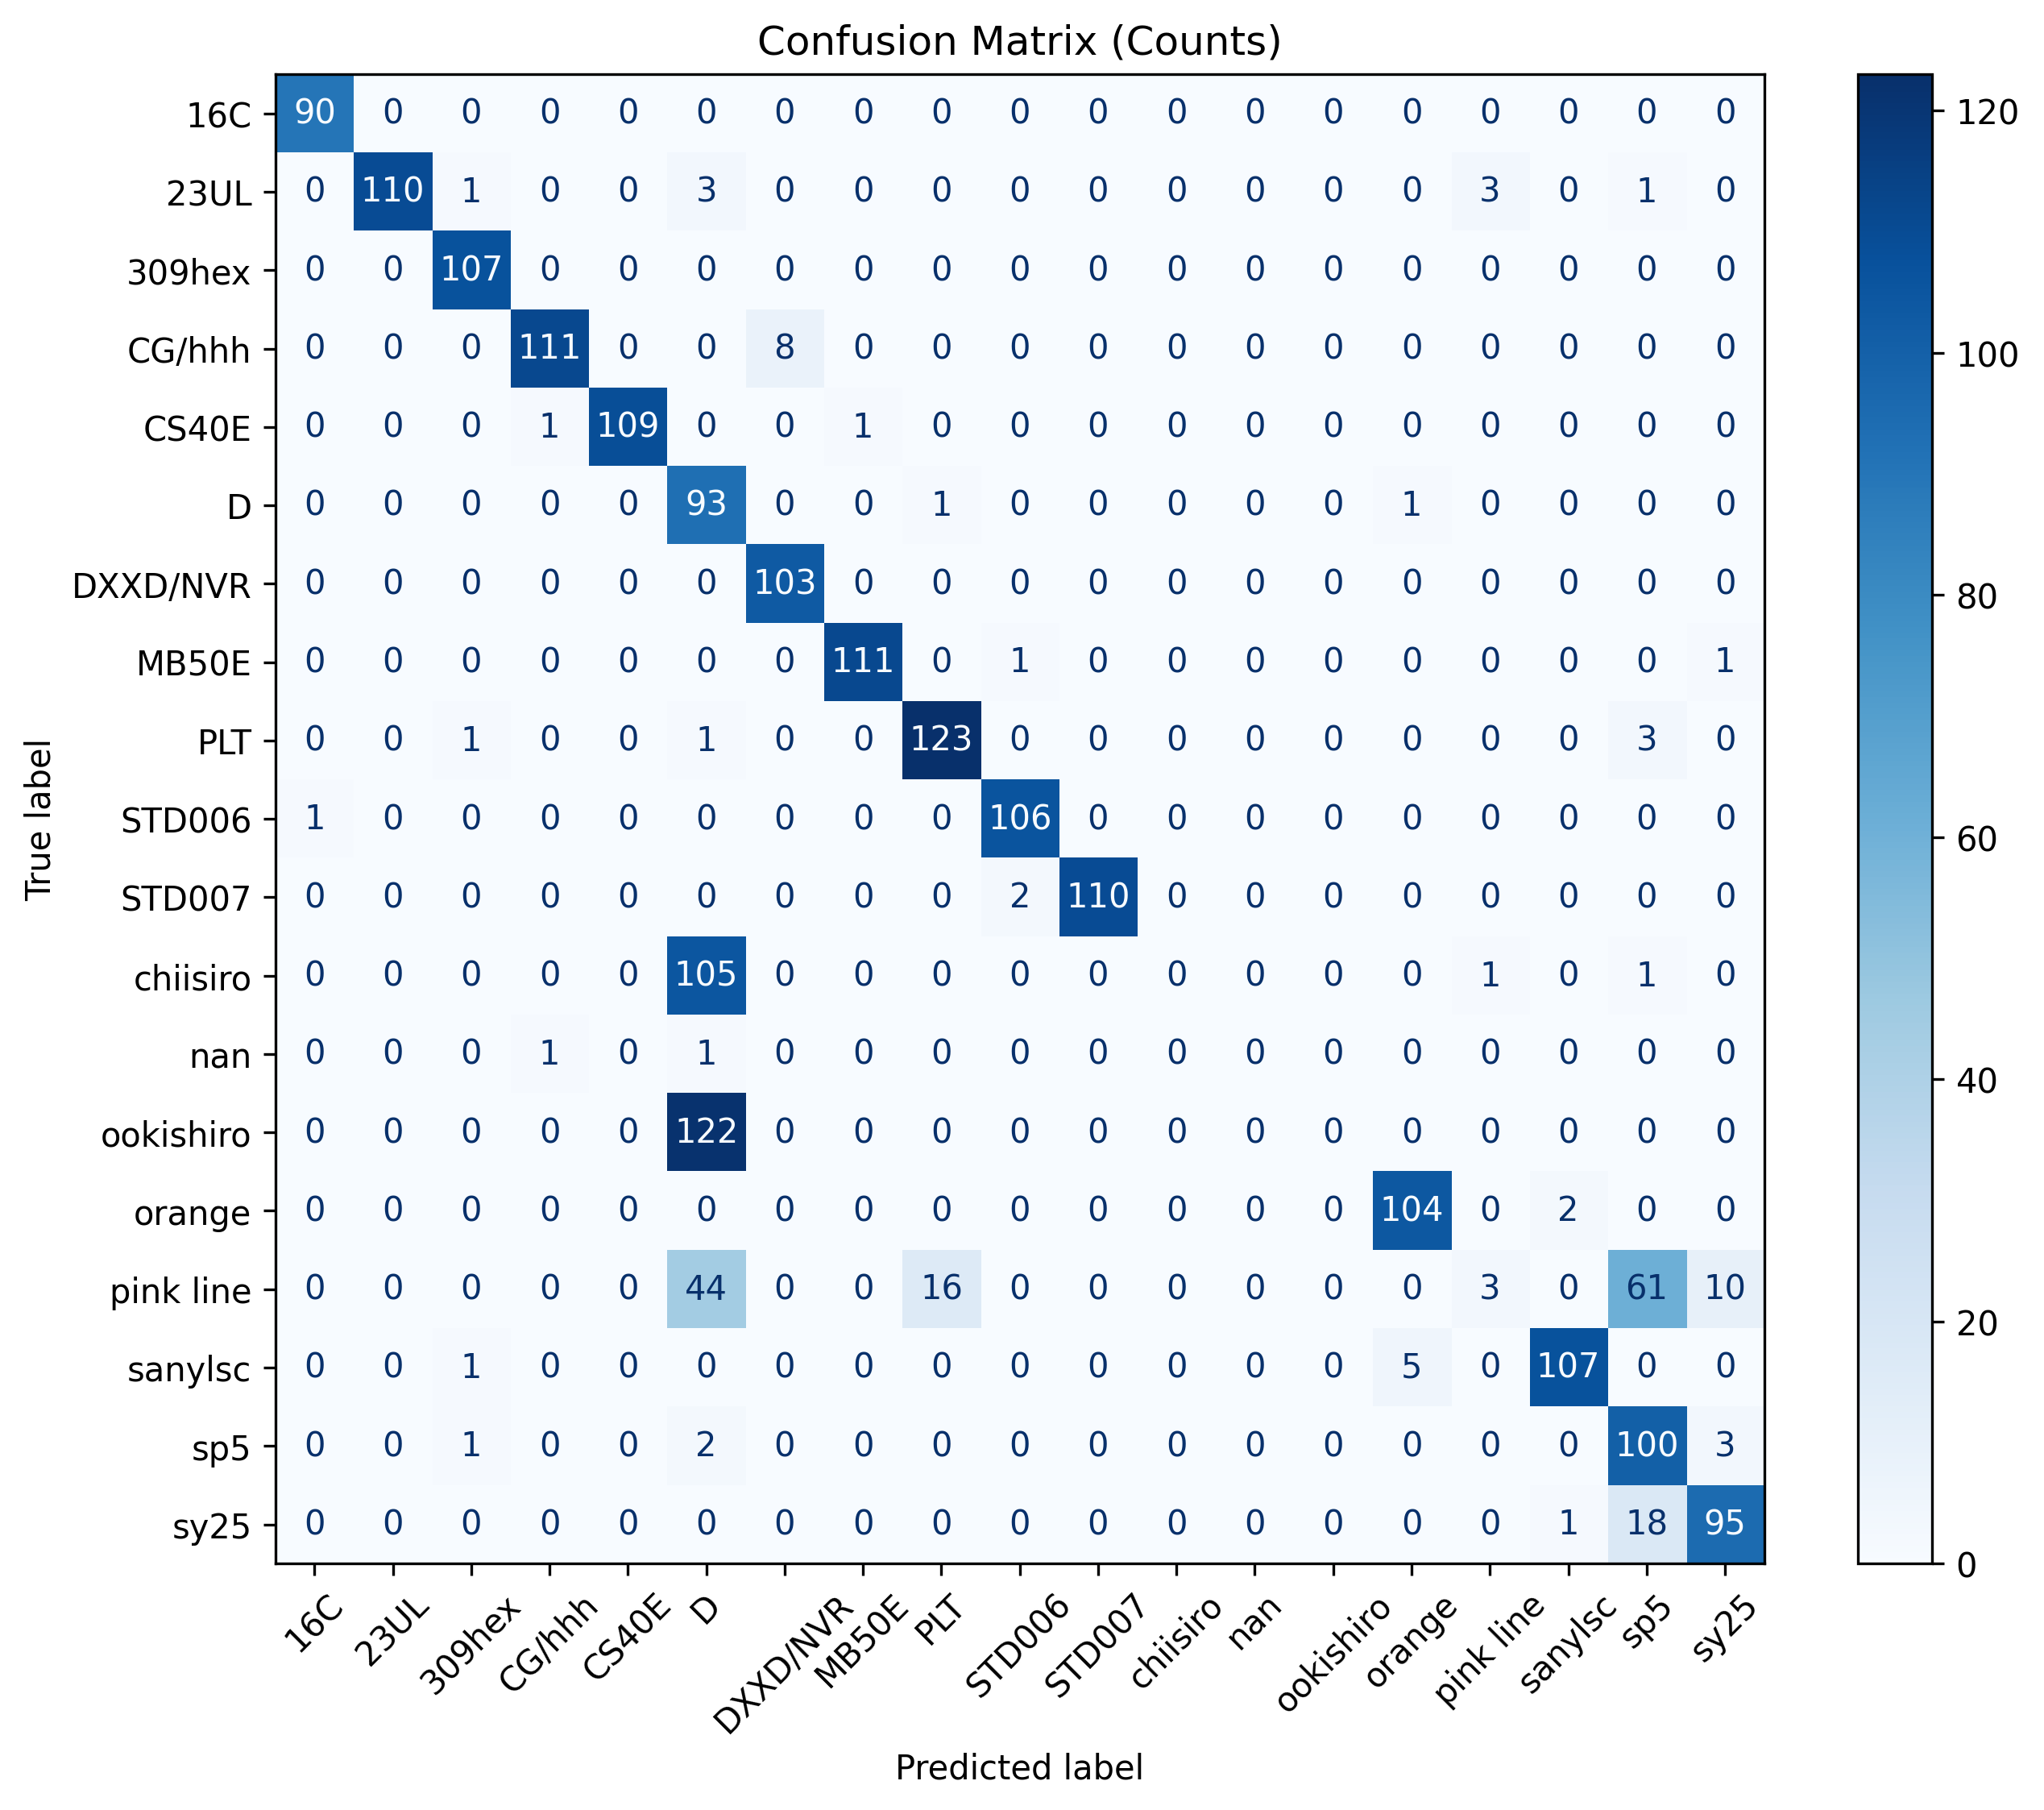 Confusion Matrix (Counts)
16C 90 0 0 0 0 0 0 0 0 0 0 0 0 0 0 0 0 0 0
23UL 0 110 1 0 0 3 0 0 0 0 0 0 0 0 0 3 0 1 0
309hex 0 0 107 0 0 0 0 0 0 0 0 0 0 0 0 0 0 0 0
CG/hhh 0 0 0 111 0 0 8 0 0 0 0 0 0 0 0 0 0 0 0
CS40E 0 0 0 1 109 0 0 1 0 0 0 0 0 0 0 0 0 0 0
D 0 0 0 0 0 93 0 0 1 0 0 0 0 0 1 0 0 0 0
DXXD/NVR 0 0 0 0 0 0 103 0 0 0 0 0 0 0 0 0 0 0 0
MB50E 0 0 0 0 0 0 0 111 0 1 0 0 0 0 0 0 0 0 1
PLT 0 0 1 0 0 1 0 0 123 0 0 0 0 0 0 0 0 3 0
STD006 1 0 0 0 0 0 0 0 0 106 0 0 0 0 0 0 0 0 0
STD007 0 0 0 0 0 0 0 0 0 2 110 0 0 0 0 0 0 0 0
chiisiro 0 0 0 0 0 105 0 0 0 0 0 0 0 0 0 1 0 1 0
nan 0 0 0 1 0 1 0 0 0 0 0 0 0 0 0 0 0 0 0
ookishiro 0 0 0 0 0 122 0 0 0 0 0 0 0 0 0 0 0 0 0
orange 0 0 0 0 0 0 0 0 0 0 0 0 0 0 104 0 2 0 0
pink line 0 0 0 0 0 44 0 0 16 0 0 0 0 0 0 3 0 61 10
sanylsc 0 0 1 0 0 0 0 0 0 0 0 0 0 0 5 0 107 0 0
sp5 0 0 1 0 0 2 0 0 0 0 0 0 0 0 0 0 0 100 3
sy25 0 0 0 0 0 0 0 0 0 0 0 0 0 0 0 0 1 18 95
16C 23UL 309hex CG/hhh CS40E D DXXD/NVR MB50E PLT STD006 STD007 chiisiro nan ookishiro orange pink line sanylsc sp5 sy25
Predicted label
True label
120
100
80
60
40
20
0